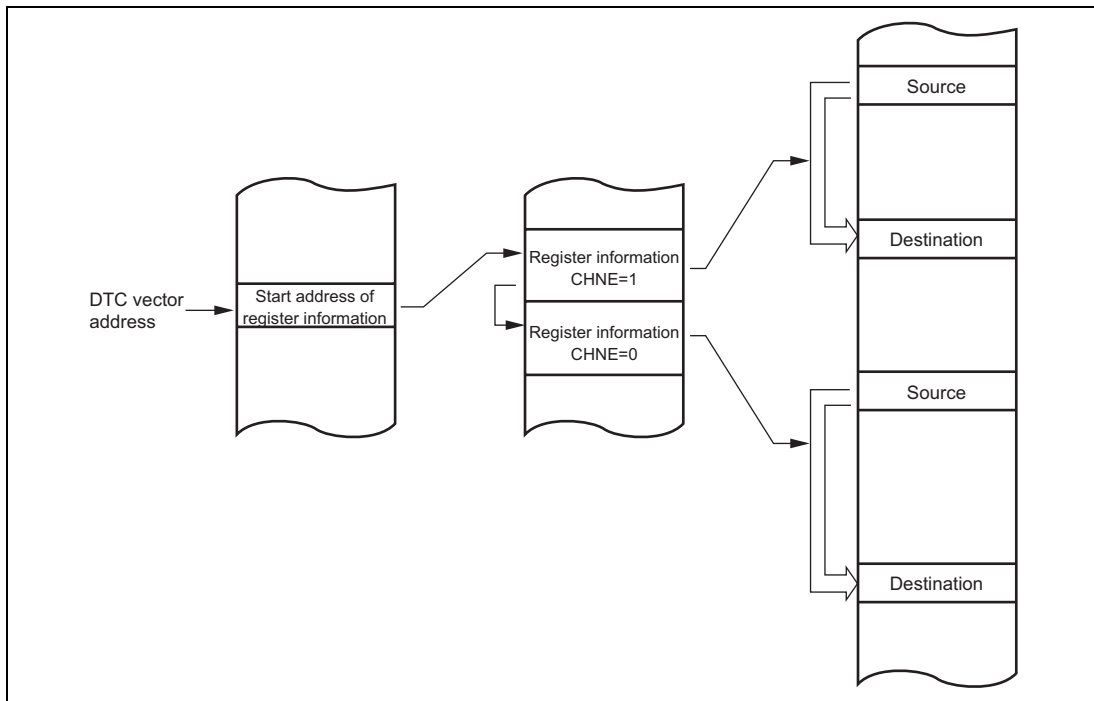 DTC vector
address
Start address of
register information
Register information
CHNE=1
Register information
CHNE=0
Source
Destination
Source
Destination